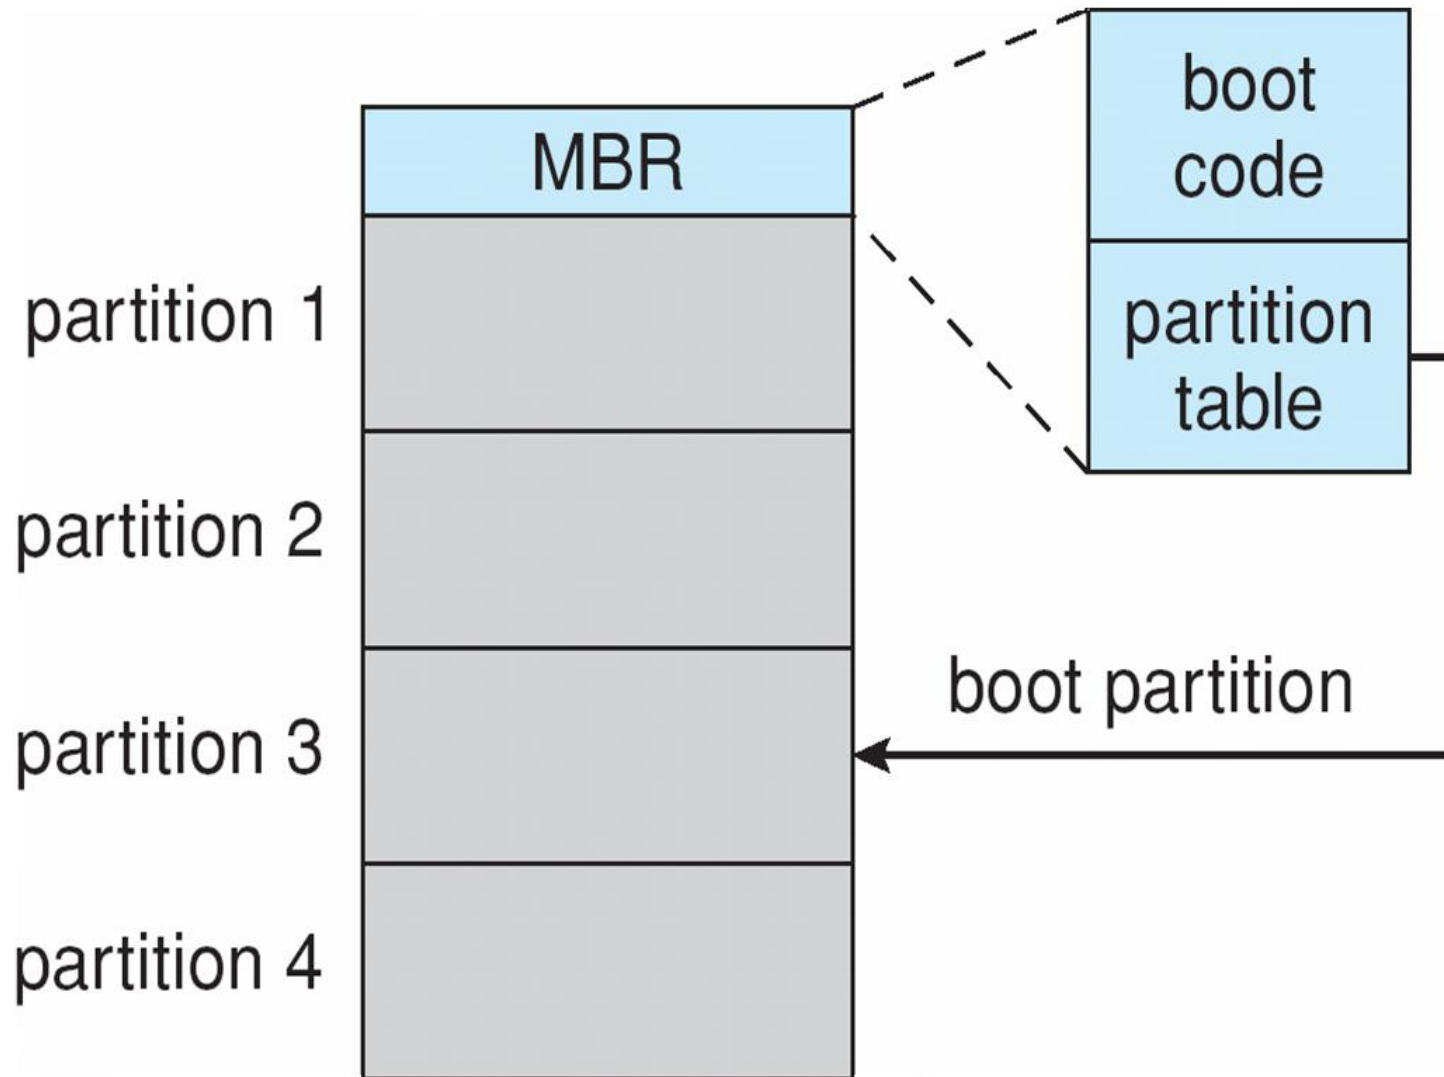 boot
code
MBR
partition 1
partition
table
partition 2
boot partition
partition 3
partition 4